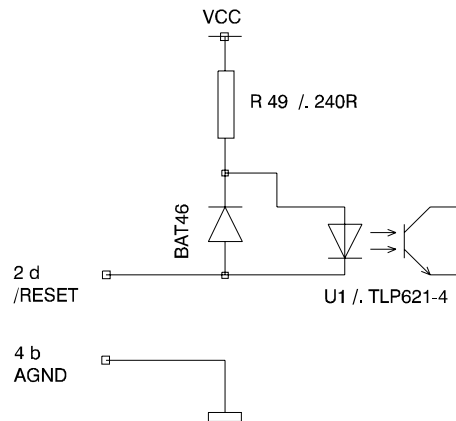 VCC
R 49 /. 240R
BAT46
2 d
/RESET
U1 /. TLP621-4
4 b
AGND